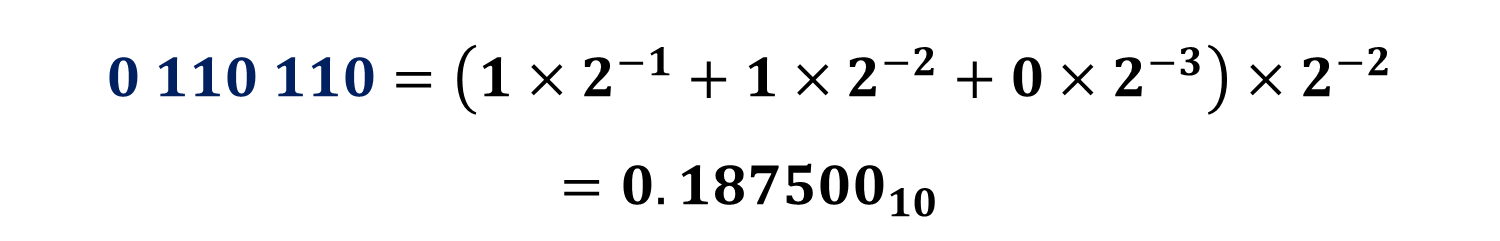 0 110 110 = (1 × 2⁻¹ + 1 × 2⁻² + 0 × 2⁻³) × 2⁻²
= 0.187500₁₀